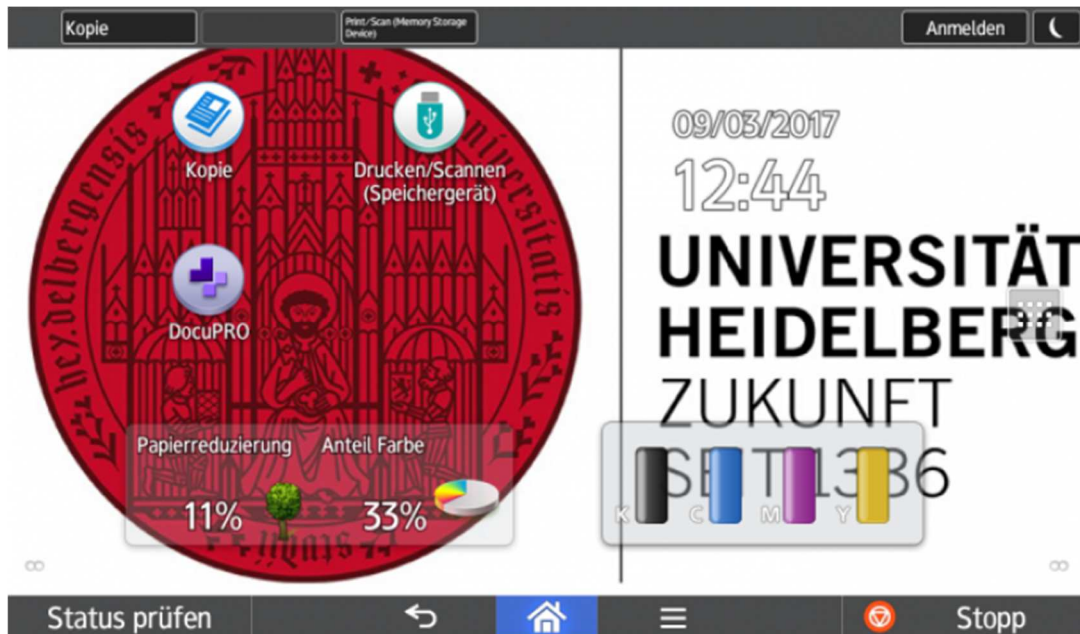 Kopie
Print/Scan (Memory Storage
Device)
Anmelden
Kopie
Drucken/Scannen
(Speichergerät)
DocuPRO
Papierreduzierung Anteil Farbe
11% 33%
09/03/2017
12:44
UNIVERSITÄT
HEIDELBERG
ZUKUNFT
SEIT 1386
K C M Y
Status prüfen
Stopp